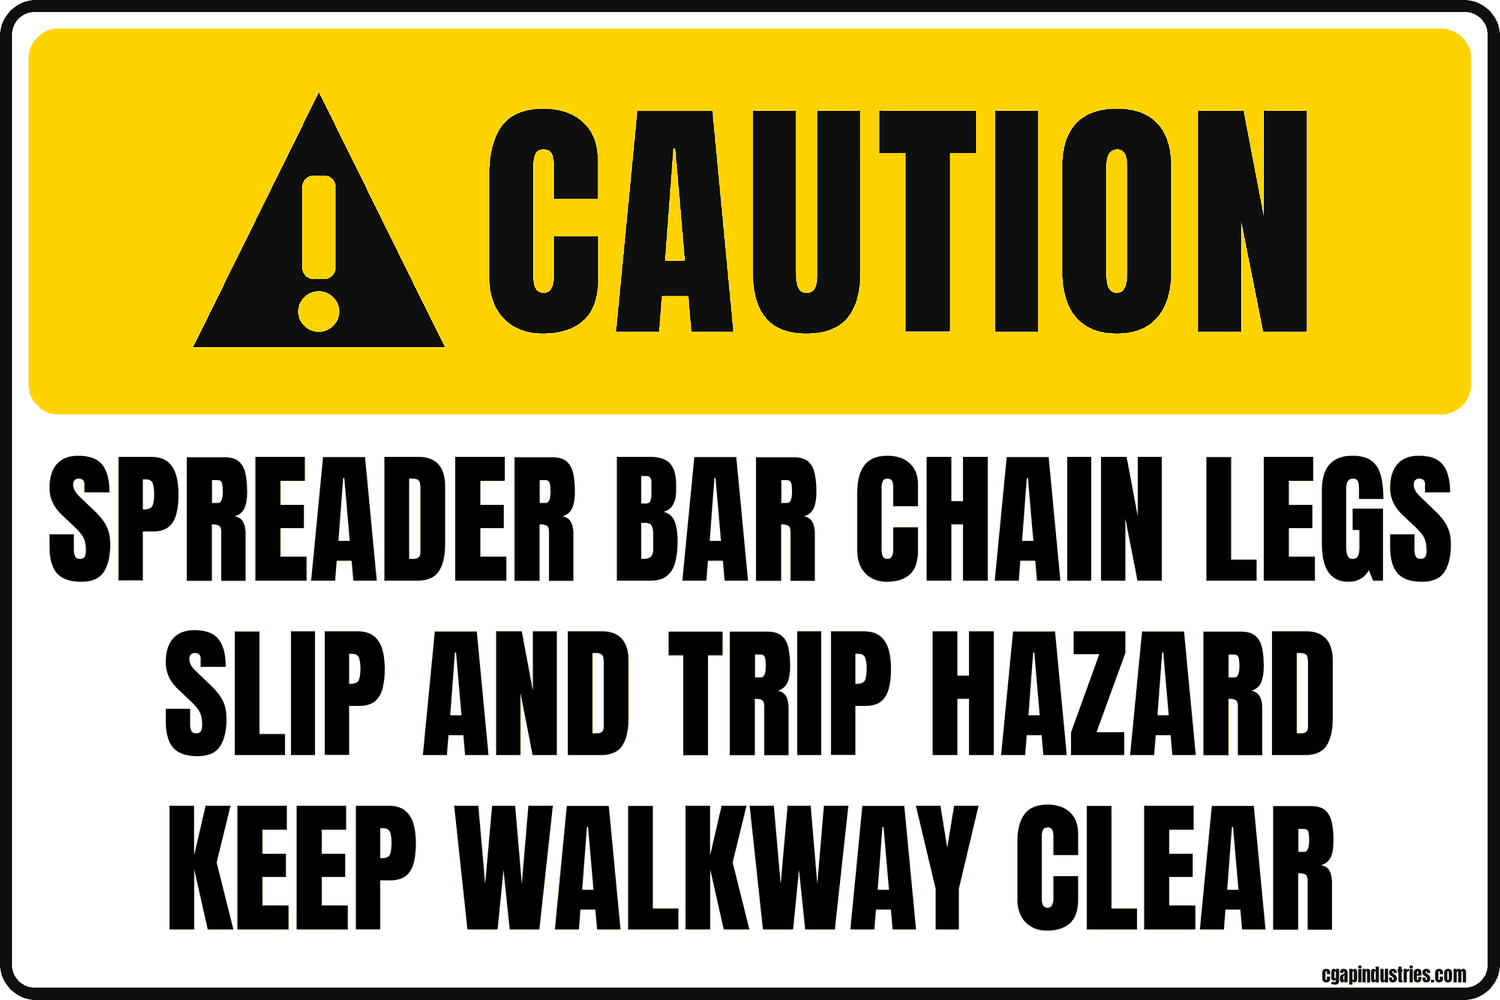 CAUTION
SPREADER BAR CHAIN LEGS
SLIP AND TRIP HAZARD
KEEP WALKWAY CLEAR
cgapindustries.com